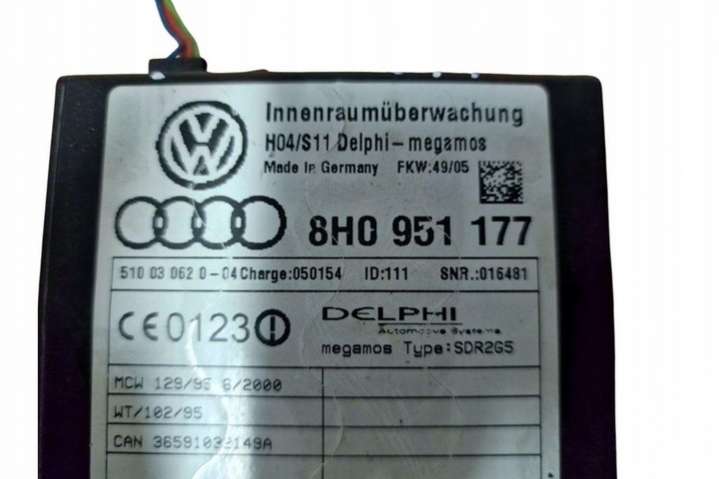 Innenraumüberwachung
H04/S11 Delphi-megamos
Made in Germany FKW:49/05
8H0 951 177
510 03 062 0-04 Charge:050154 ID:111 SNR.:016481
CE0123
DELPHI
Automotive Systems
megamos Type:SDR2G5
MCW 129/95 6/2000
WT/102/95
CAN